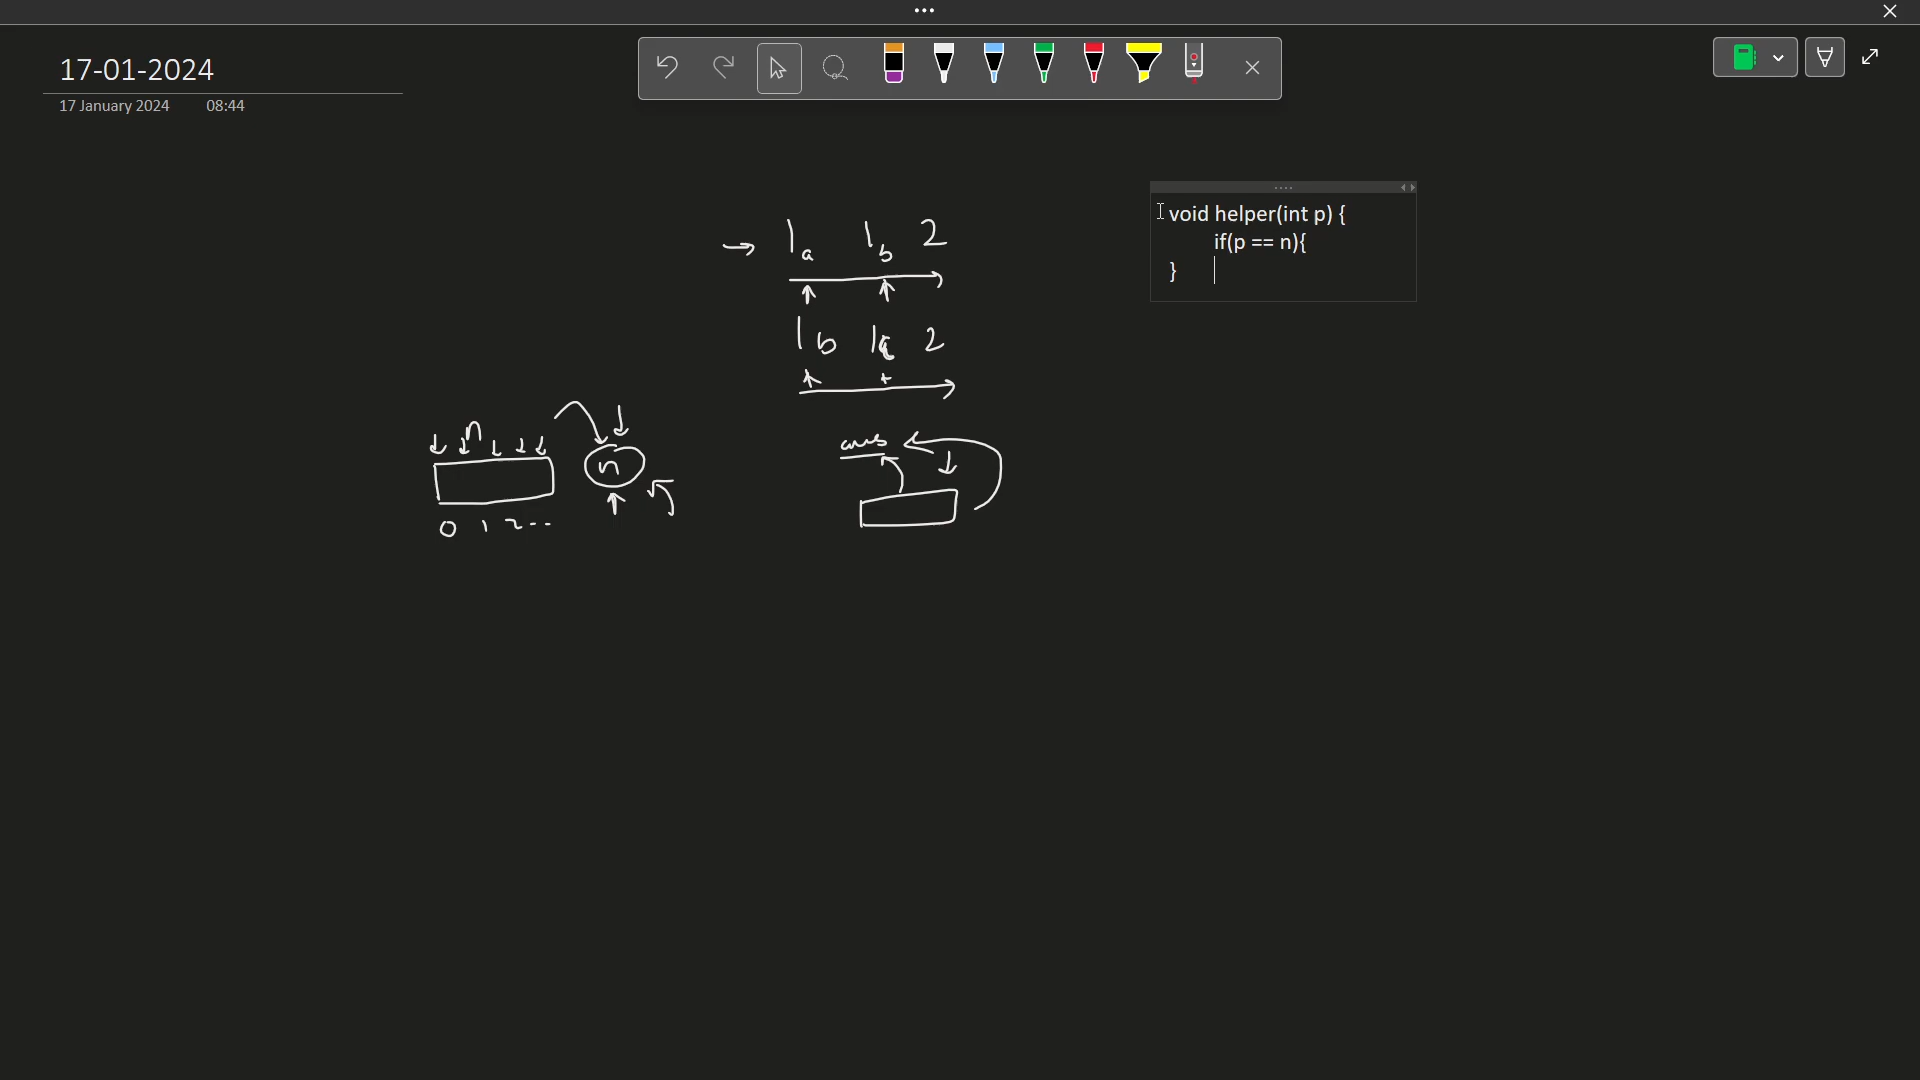 17-01-2024
17 January 2024 08:44
→ 1a 1b 2
1b 1a 2
n
n
0 1 2 --
ans
void helper(int p) {
if(p == n){
}